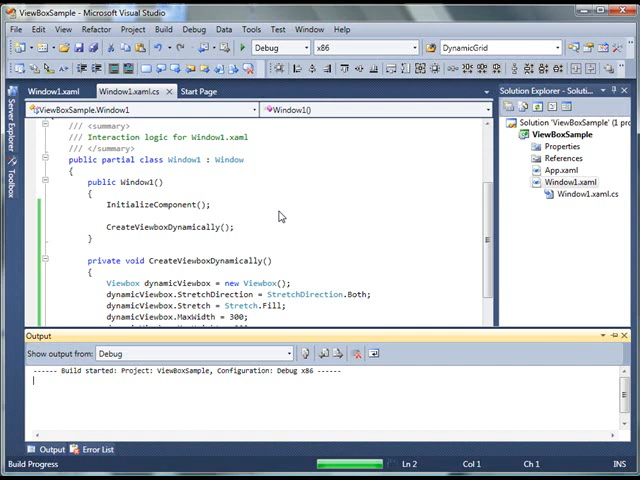 ViewBoxSample - Microsoft Visual Studio
File Edit View Refactor Project Build Debug Data Tools Test Window Help
Debug x86 DynamicGrid
Window1.xaml Window1.xaml.cs Start Page
ViewBoxSample.Window1 Window1()
/// <summary>
/// Interaction logic for Window1.xaml
/// </summary>
public partial class Window1 : Window
{
public Window1()
{
InitializeComponent();
CreateViewboxDynamically();
}
private void CreateViewboxDynamically()
{
Viewbox dynamicViewbox = new Viewbox();
dynamicViewbox.StretchDirection = StretchDirection.Both;
dynamicViewbox.Stretch = Stretch.Fill;
dynamicViewbox.MaxWidth = 300;
Server Explorer
Toolbox
Solution Explorer - Soluti...
Solution 'ViewBoxSample' (
ViewBoxSample
Properties
References
App.xaml
Window1.xaml
Window1.xaml.cs
Output
Show output from: Debug
------ Build started: Project: ViewBoxSample, Configuration: Debug x86 ------
Output Error List
Build Progress Ln 2 Col 1 Ch 1 INS